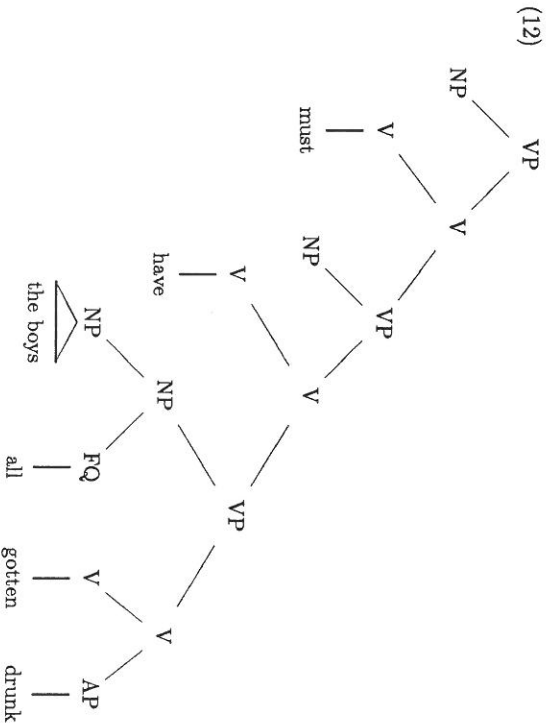 (12) VP
NP V
V VP
must NP V
V VP
have NP V
NP FQ V AP
the boys all gotten drunk